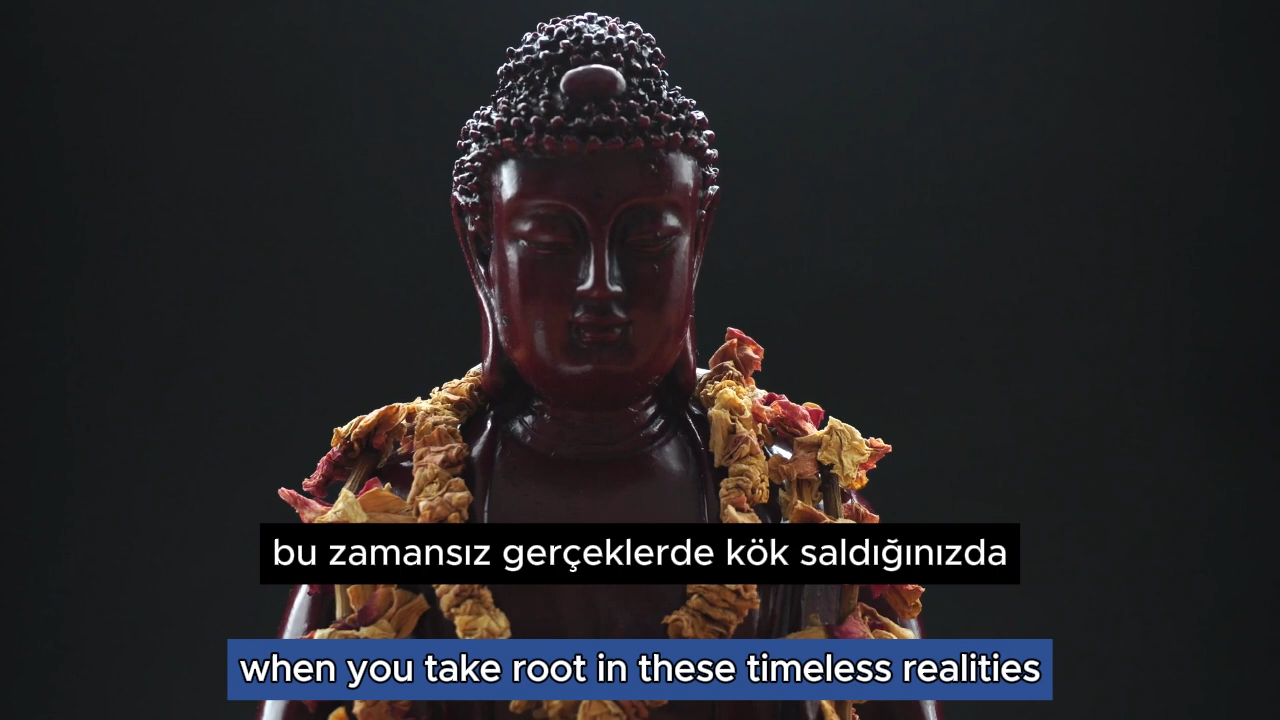 bu zamansız gerçeklerde kök saldığınızda
when you take root in these timeless realities